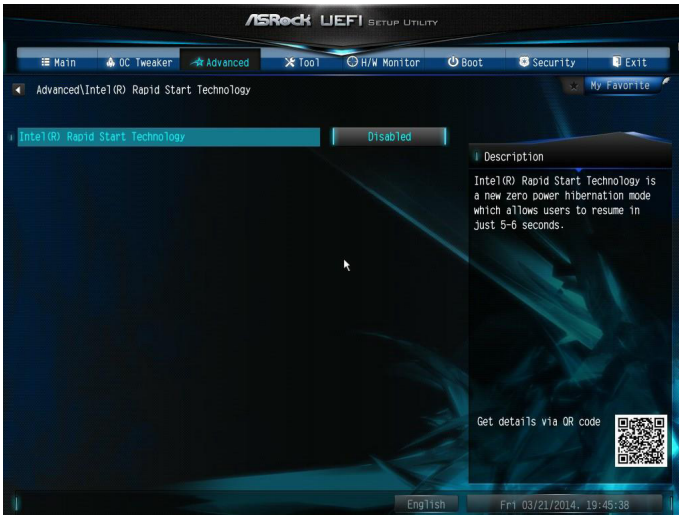 ASRock UEFI SETUP UTILITY
Main OC Tweaker Advanced Tool H/W Monitor Boot Security Exit
Advanced\Intel(R) Rapid Start Technology
My Favorite
Intel(R) Rapid Start Technology Disabled
Description
Intel(R) Rapid Start Technology is
a new zero power hibernation mode
which allows users to resume in
just 5-6 seconds.
Get details via QR code
English Fri 03/21/2014. 19:45:38